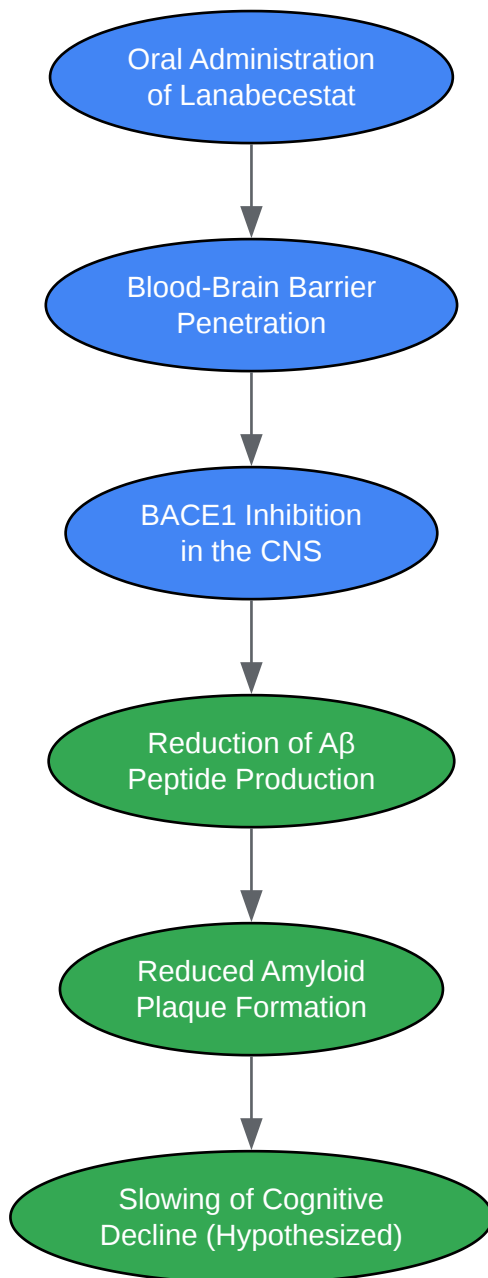 Oral Administration
of Lanabecestat
Blood-Brain Barrier
Penetration
BACE1 Inhibition
in the CNS
Reduction of Aβ
Peptide Production
Reduced Amyloid
Plaque Formation
Slowing of Cognitive
Decline (Hypothesized)